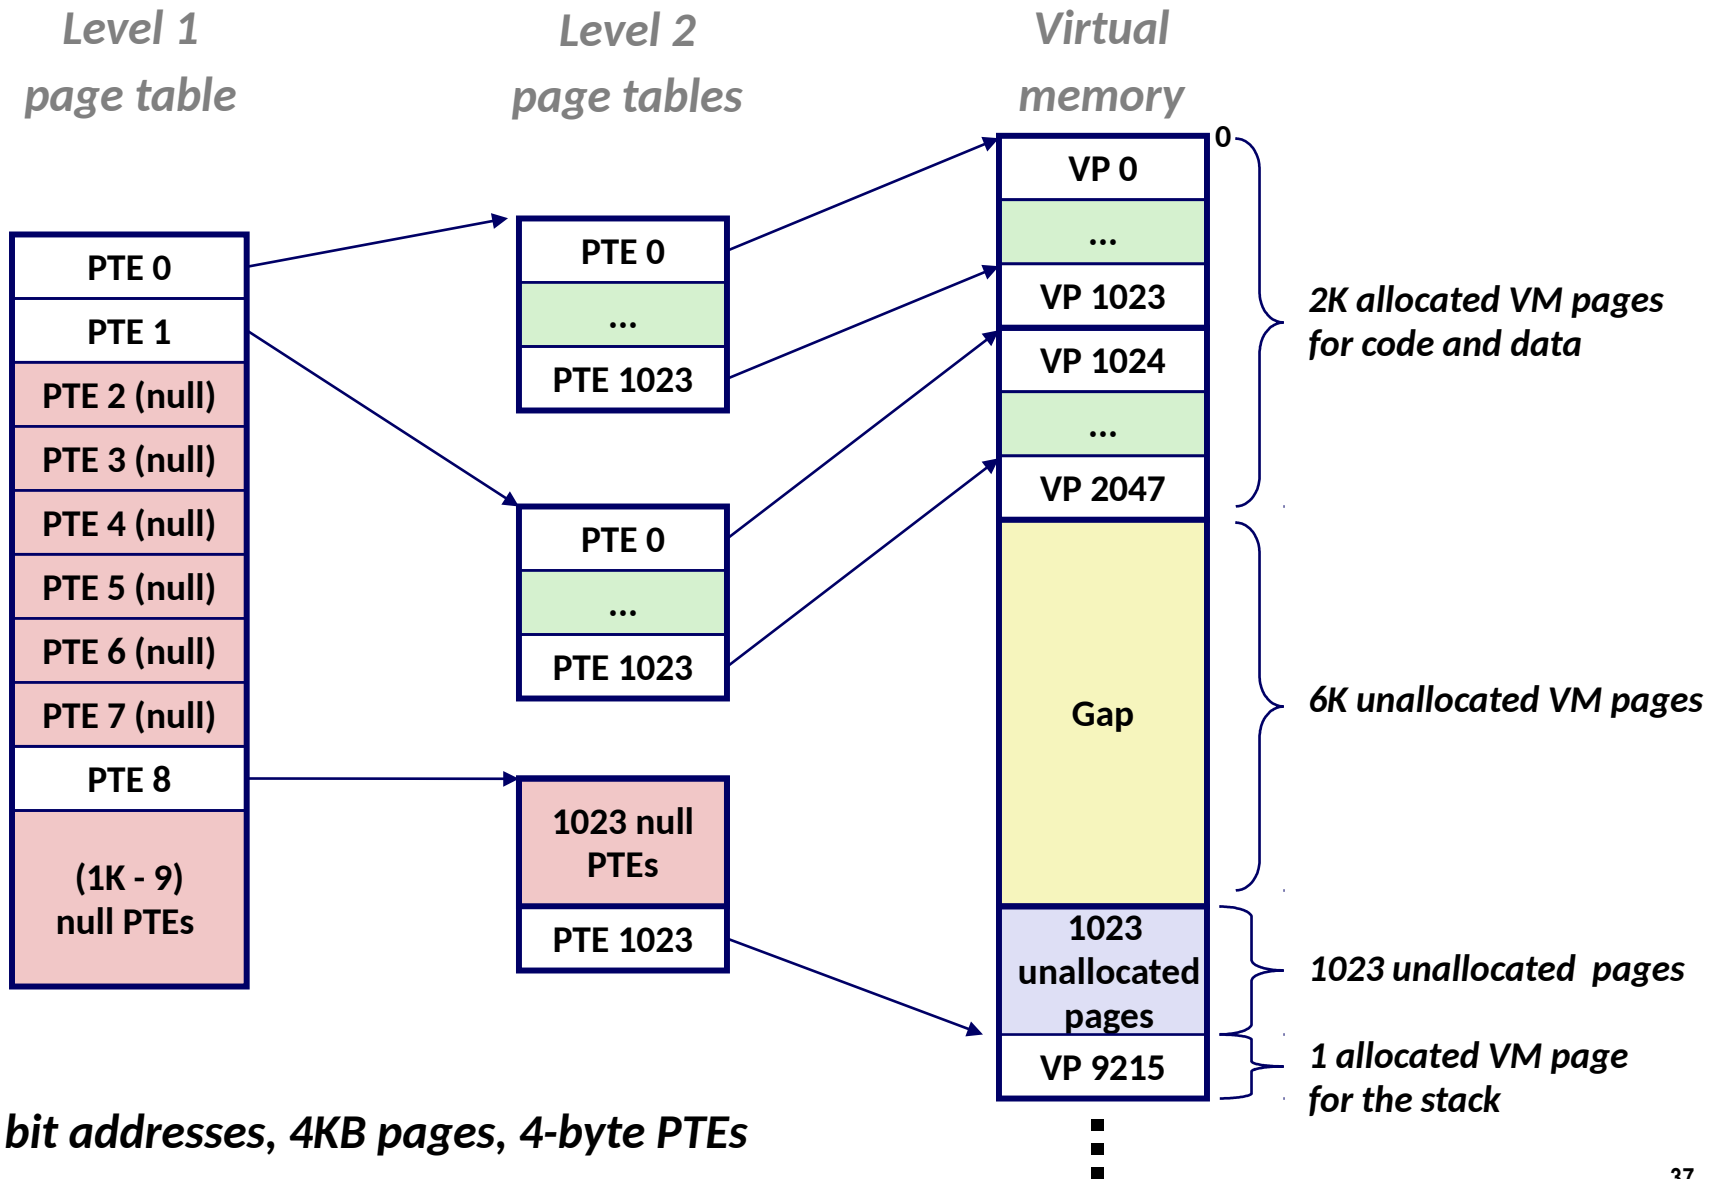 Level 1
page table
Level 2
page tables
Virtual
memory
PTE 0
PTE 1
PTE 2 (null)
PTE 3 (null)
PTE 4 (null)
PTE 5 (null)
PTE 6 (null)
PTE 7 (null)
PTE 8
(1K - 9)
null PTEs
PTE 0
...
PTE 1023
PTE 0
...
PTE 1023
1023 null
PTEs
PTE 1023
0
VP 0
...
VP 1023
VP 1024
...
VP 2047
Gap
1023
unallocated
pages
VP 9215
2K allocated VM pages
for code and data
6K unallocated VM pages
1023 unallocated pages
1 allocated VM page
for the stack
bit addresses, 4KB pages, 4-byte PTEs
37